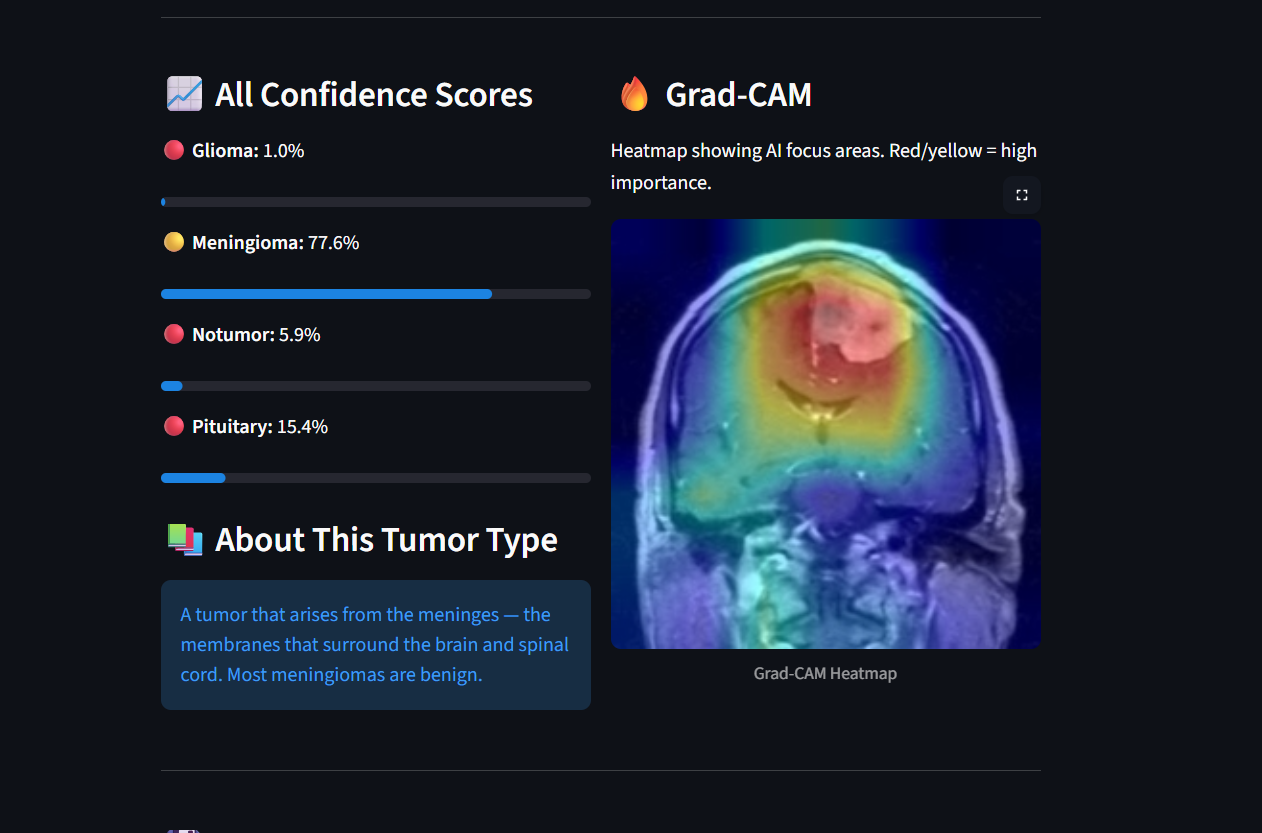 All Confidence Scores
Glioma: 1.0%
Meningioma: 77.6%
Notumor: 5.9%
Pituitary: 15.4%
About This Tumor Type
A tumor that arises from the meninges — the
membranes that surround the brain and spinal
cord. Most meningiomas are benign.
Grad-CAM
Heatmap showing AI focus areas. Red/yellow = high
importance.
Grad-CAM Heatmap